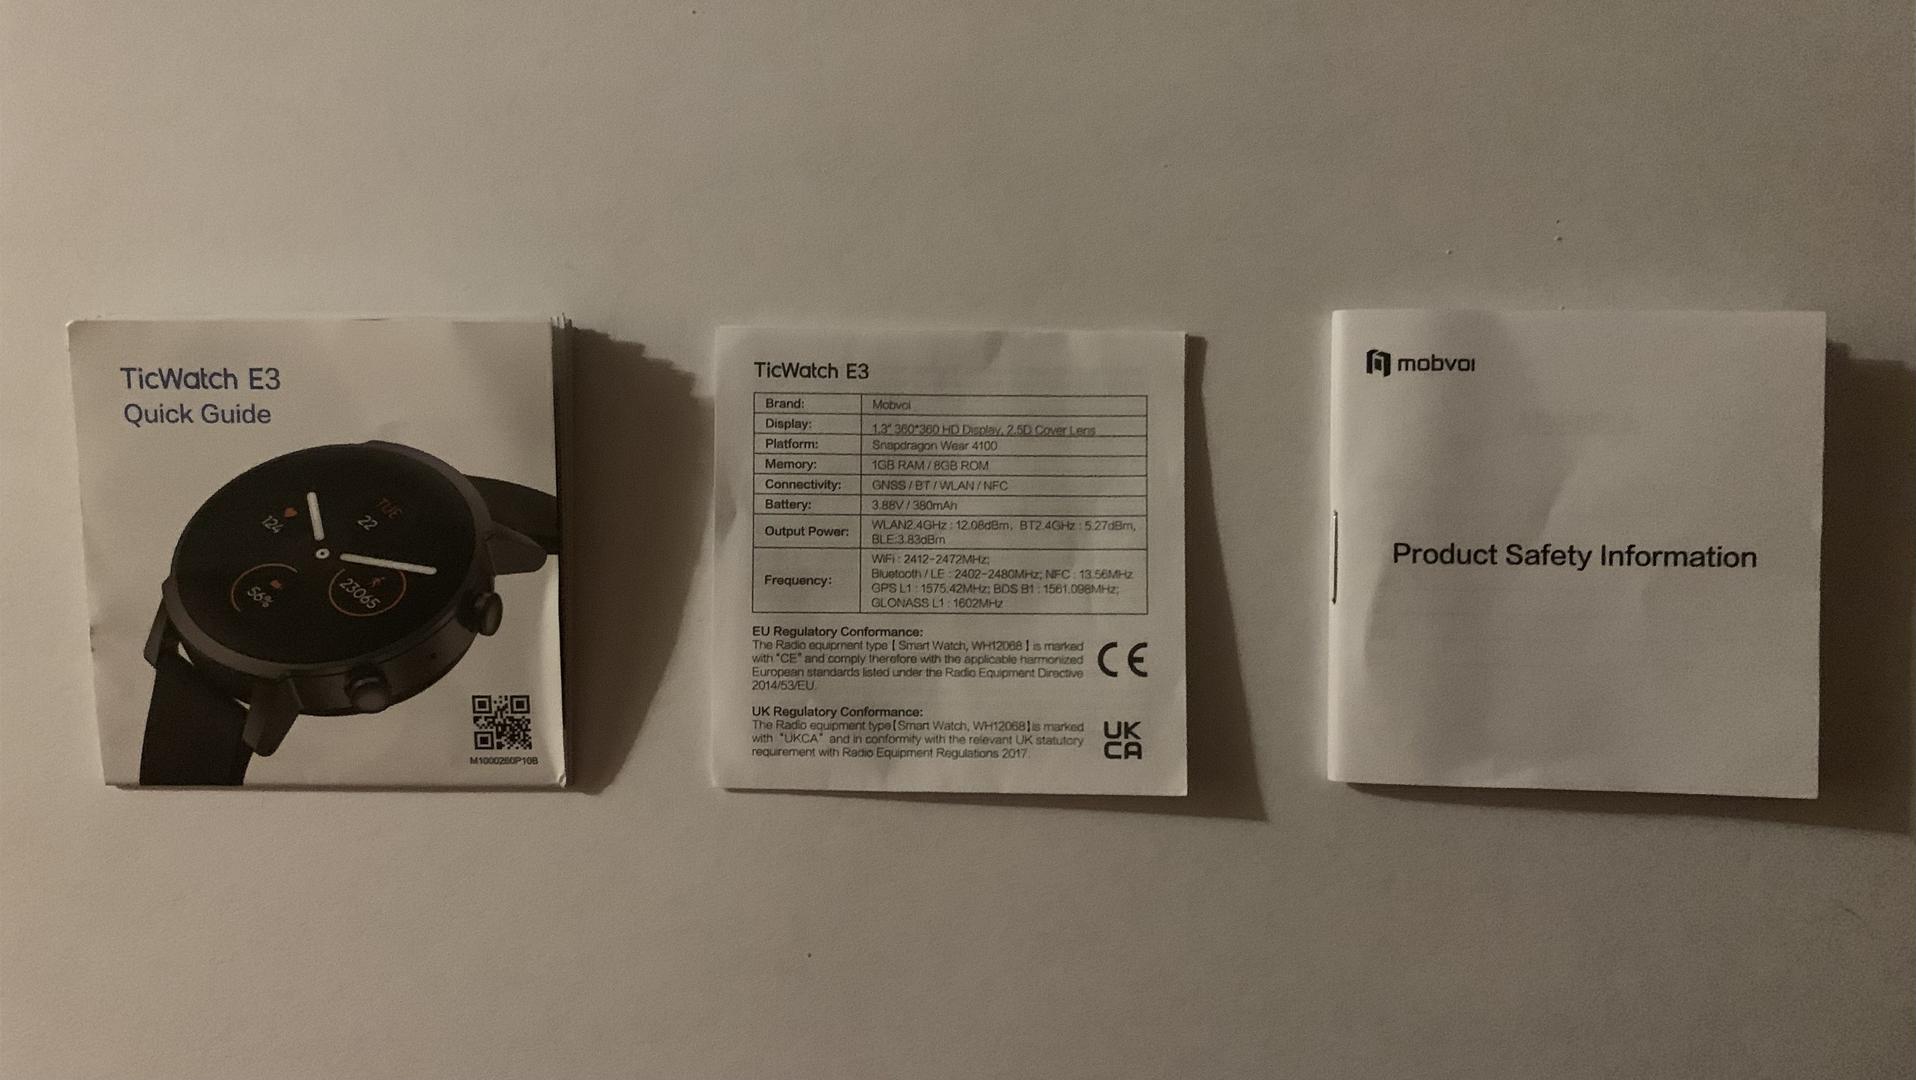 TicWatch E3
Quick Guide
TUE
22
124
56%
23065
M1000260P10B
TicWatch E3
Brand: Mobvoi
Display: 1.3" 360*360 HD Display, 2.5D Cover Lens
Platform: Snapdragon Wear 4100
Memory: 1GB RAM / 8GB ROM
Connectivity: GNSS / BT / WLAN / NFC
Battery: 3.88V / 380mAh
Output Power: WLAN2.4GHz : 12.08dBm, BT2.4GHz : 5.27dBm,
BLE:3.83dBm
Frequency: WiFi : 2412-2472MHz;
Bluetooth / LE : 2402-2480MHz; NFC : 13.56MHz
GPS L1 : 1575.42MHz; BDS B1 : 1561.098MHz;
GLONASS L1 : 1602MHz
EU Regulatory Conformance:
The Radio equipment type [ Smart Watch, WH12068 ] is marked
with "CE" and comply therefore with the applicable harmonized
European standards listed under the Radio Equipment Directive
2014/53/EU.
CE
UK Regulatory Conformance:
The Radio equipment type [Smart Watch, WH12068] is marked
with "UKCA" and in conformity with the relevant UK statutory
requirement with Radio Equipment Regulations 2017.
UK
CA
mobvoi
Product Safety Information